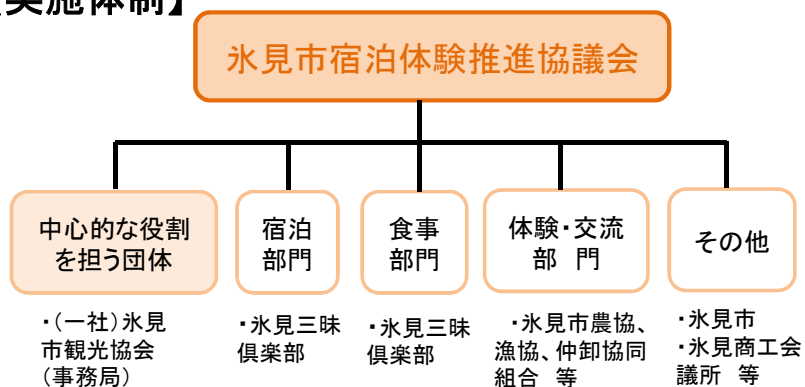 実施体制】
氷見市宿泊体験推進協議会
中心的な役割
を担う団体
宿泊
部門
食事
部門
体験・交流
部　門
その他
・(一社)氷見
市観光協会
(事務局)
・氷見三昧
倶楽部
・氷見三昧
倶楽部
・氷見市農協、
漁協、仲卸協同
組合　等
・氷見市
・氷見商工会
議所　等